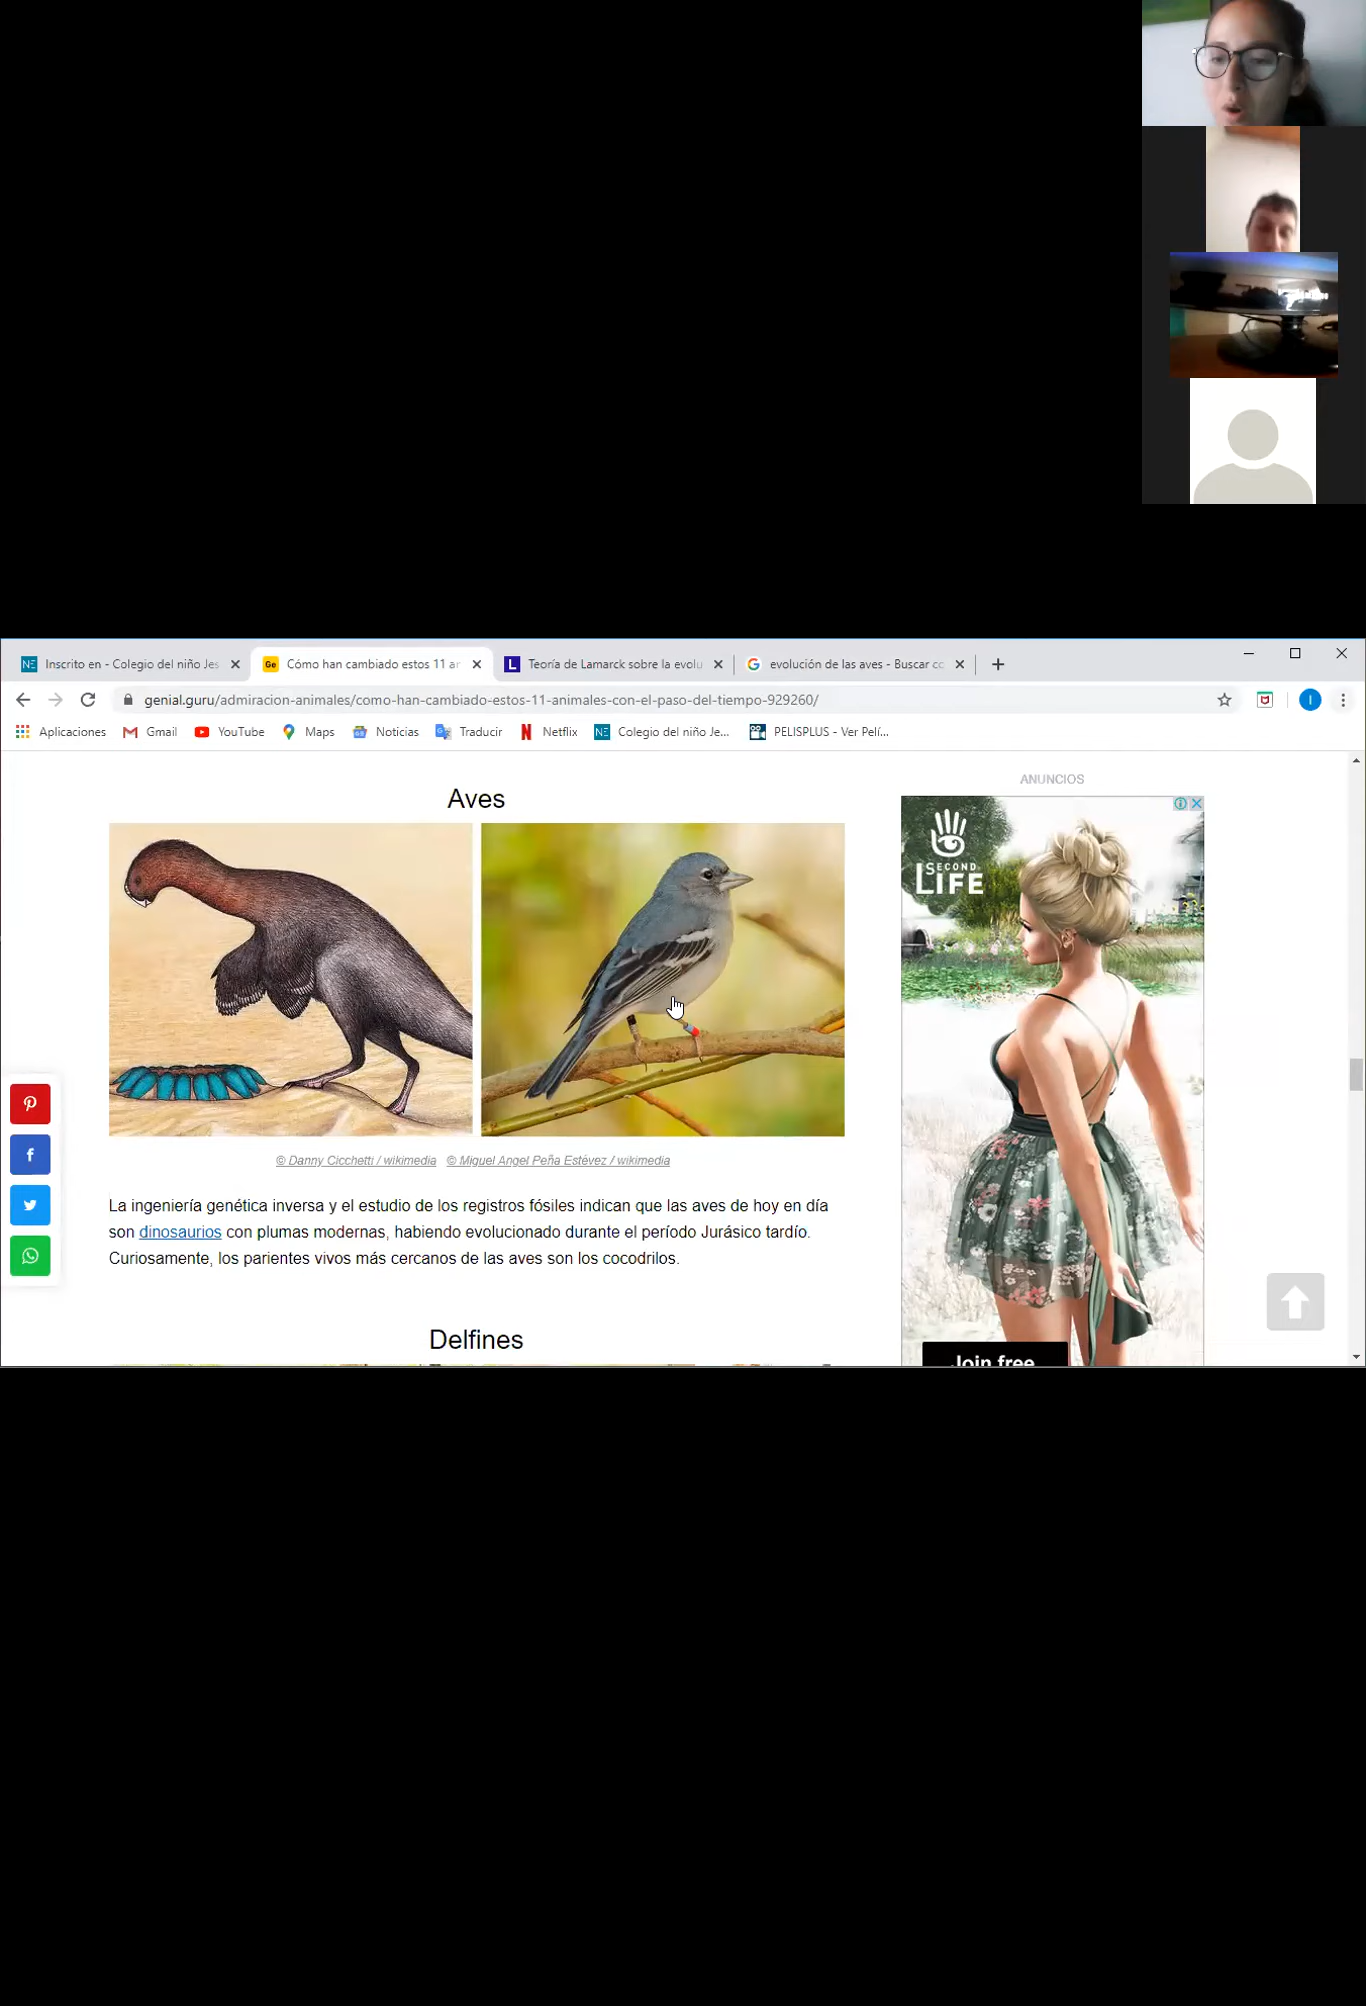 Inscrito en - Colegio del niño Jes
Cómo han cambiado estos 11 an
Teoría de Lamarck sobre la evolu
evolución de las aves - Buscar co
genial.guru/admiracion-animales/como-han-cambiado-estos-11-animales-con-el-paso-del-tiempo-929260/
Aplicaciones Gmail YouTube Maps Noticias Traducir Netflix Colegio del niño Je... PELISPLUS - Ver Pelí...
ANUNCIOS
Aves
SECOND
LIFE
© Danny Cicchetti / wikimedia © Miguel Angel Peña Estévez / wikimedia
La ingeniería genética inversa y el estudio de los registros fósiles indican que las aves de hoy en día
son dinosaurios con plumas modernas, habiendo evolucionado durante el período Jurásico tardío.
Curiosamente, los parientes vivos más cercanos de las aves son los cocodrilos.
Delfines
Join free